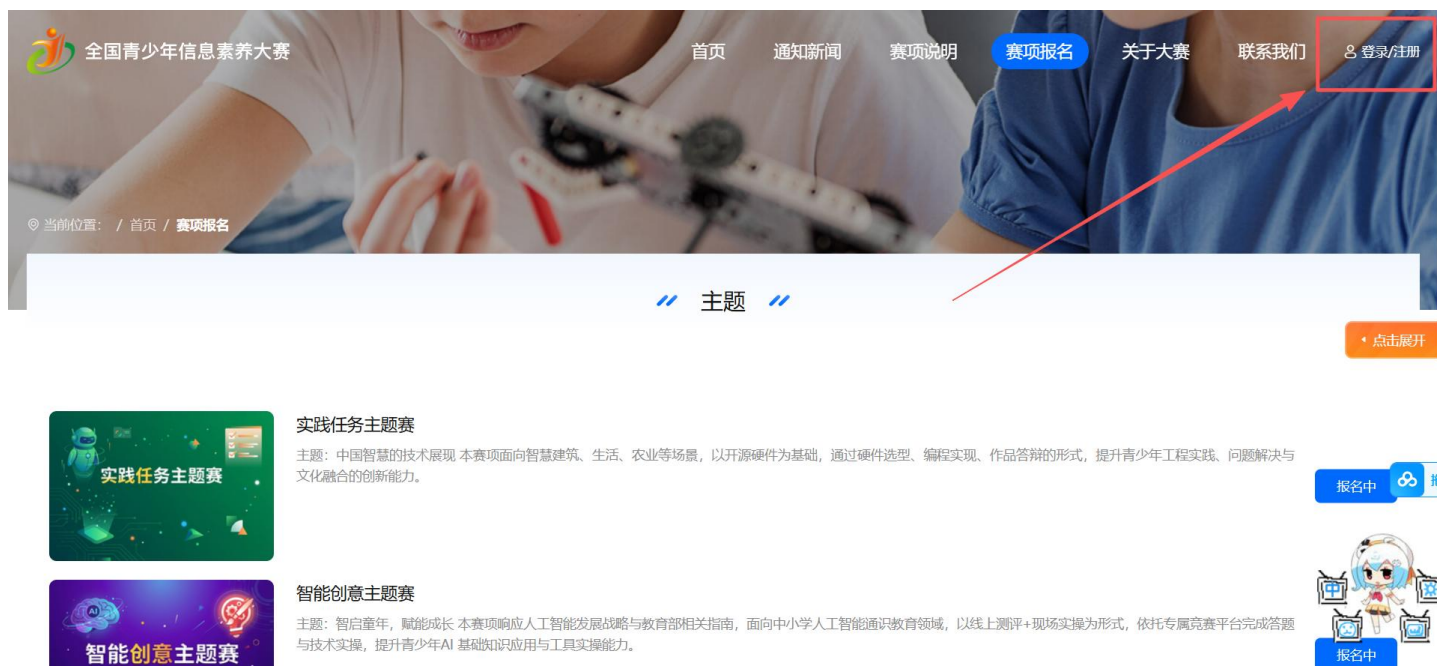 全国青少年信息素养大赛
首页 通知新闻 赛项说明 赛项报名 关于大赛 联系我们 登录/注册
当前位置： / 首页 / 赛项报名
主题
点击展开
实践任务主题赛
实践任务主题赛
主题：中国智慧的技术展现 本赛项面向智慧建筑、生活、农业等场景，以开源硬件为基础，通过硬件选型、编程实现、作品答辩的形式，提升青少年工程实践、问题解决与
文化融合的创新能力。
报名中
智能创意主题赛
AI
智能创意主题赛
主题：智启童年，赋能成长 本赛项响应人工智能发展战略与教育部相关指南，面向中小学人工智能通识教育领域，以线上测评+现场实操为形式，依托专属竞赛平台完成答题
与技术实操，提升青少年AI 基础知识应用与工具实操能力。
中
报名中